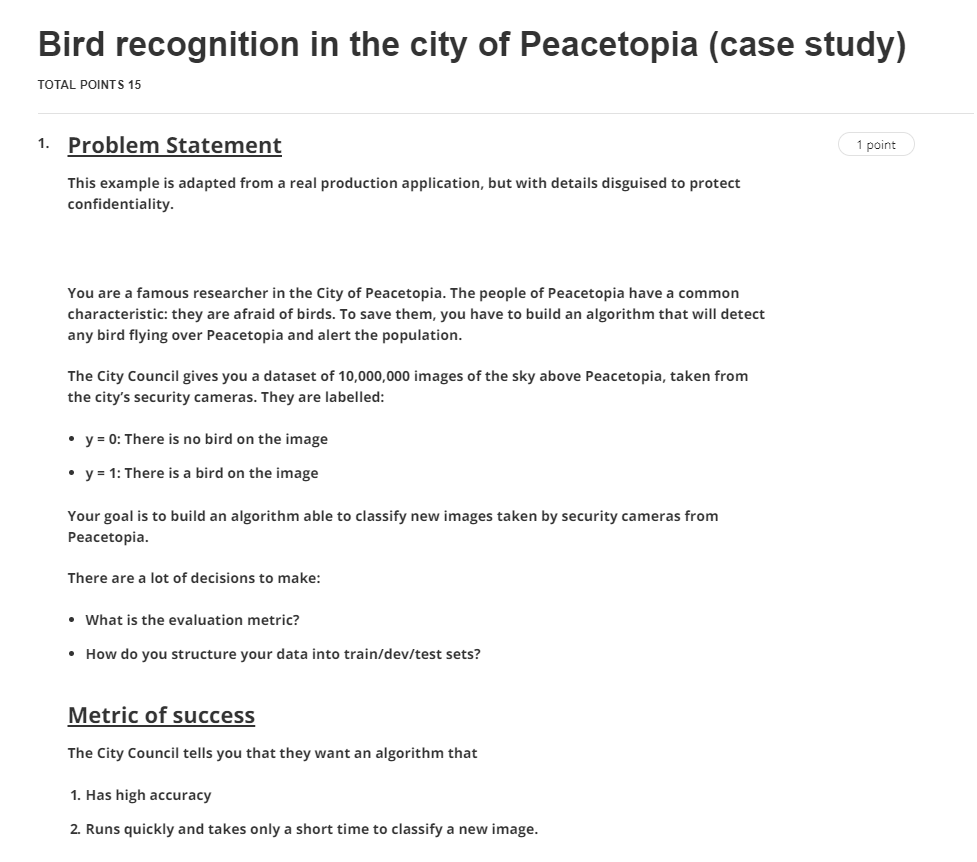 Bird recognition in the city of Peacetopia (case study)
TOTAL POINTS 15
1. Problem Statement
1 point
This example is adapted from a real production application, but with details disguised to protect
confidentiality.
You are a famous researcher in the City of Peacetopia. The people of Peacetopia have a common
characteristic: they are afraid of birds. To save them, you have to build an algorithm that will detect
any bird flying over Peacetopia and alert the population.
The City Council gives you a dataset of 10,000,000 images of the sky above Peacetopia, taken from
the city’s security cameras. They are labelled:
• y = 0: There is no bird on the image
• y = 1: There is a bird on the image
Your goal is to build an algorithm able to classify new images taken by security cameras from
Peacetopia.
There are a lot of decisions to make:
• What is the evaluation metric?
• How do you structure your data into train/dev/test sets?
Metric of success
The City Council tells you that they want an algorithm that
1. Has high accuracy
2. Runs quickly and takes only a short time to classify a new image.